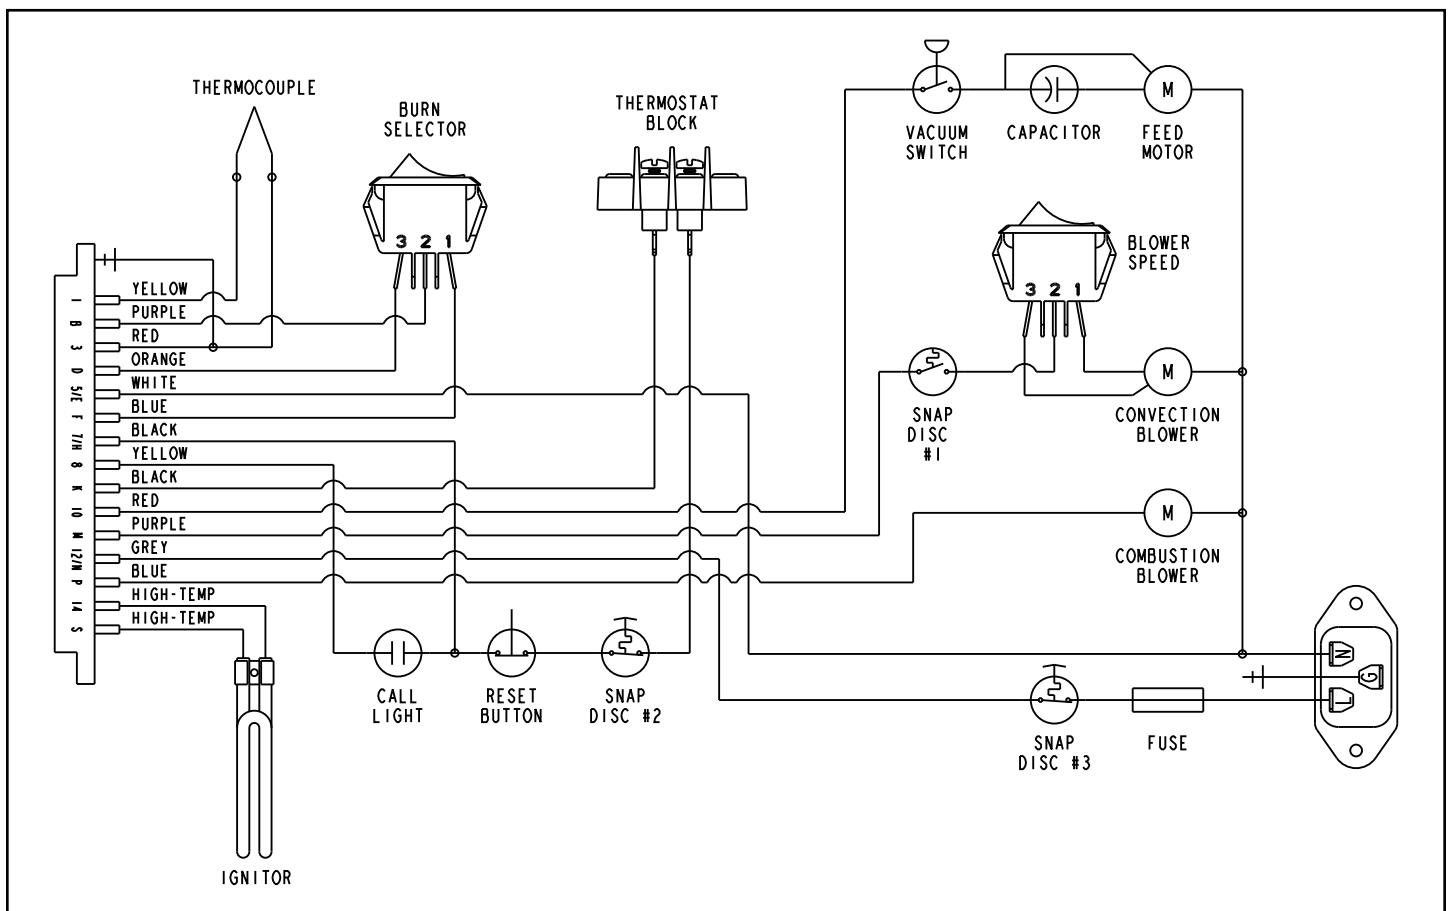 THERMOCOUPLE
BURN
SELECTOR
3 2 1
THERMOSTAT
BLOCK
VACUUM
SWITCH
CAPACITOR
M
FEED
MOTOR
BLOWER
SPEED
3 2 1
1 YELLOW
B PURPLE
3 RED
D ORANGE
5/E WHITE
F BLUE
7/H BLACK
8 YELLOW
K BLACK
10 RED
M PURPLE
12/N GREY
P BLUE
14 HIGH-TEMP
S HIGH-TEMP
SNAP
DISC
#1
M
CONVECTION
BLOWER
M
COMBUSTION
BLOWER
CALL
LIGHT
RESET
BUTTON
SNAP
DISC #2
N
G
L
SNAP
DISC #3
FUSE
IGNITOR